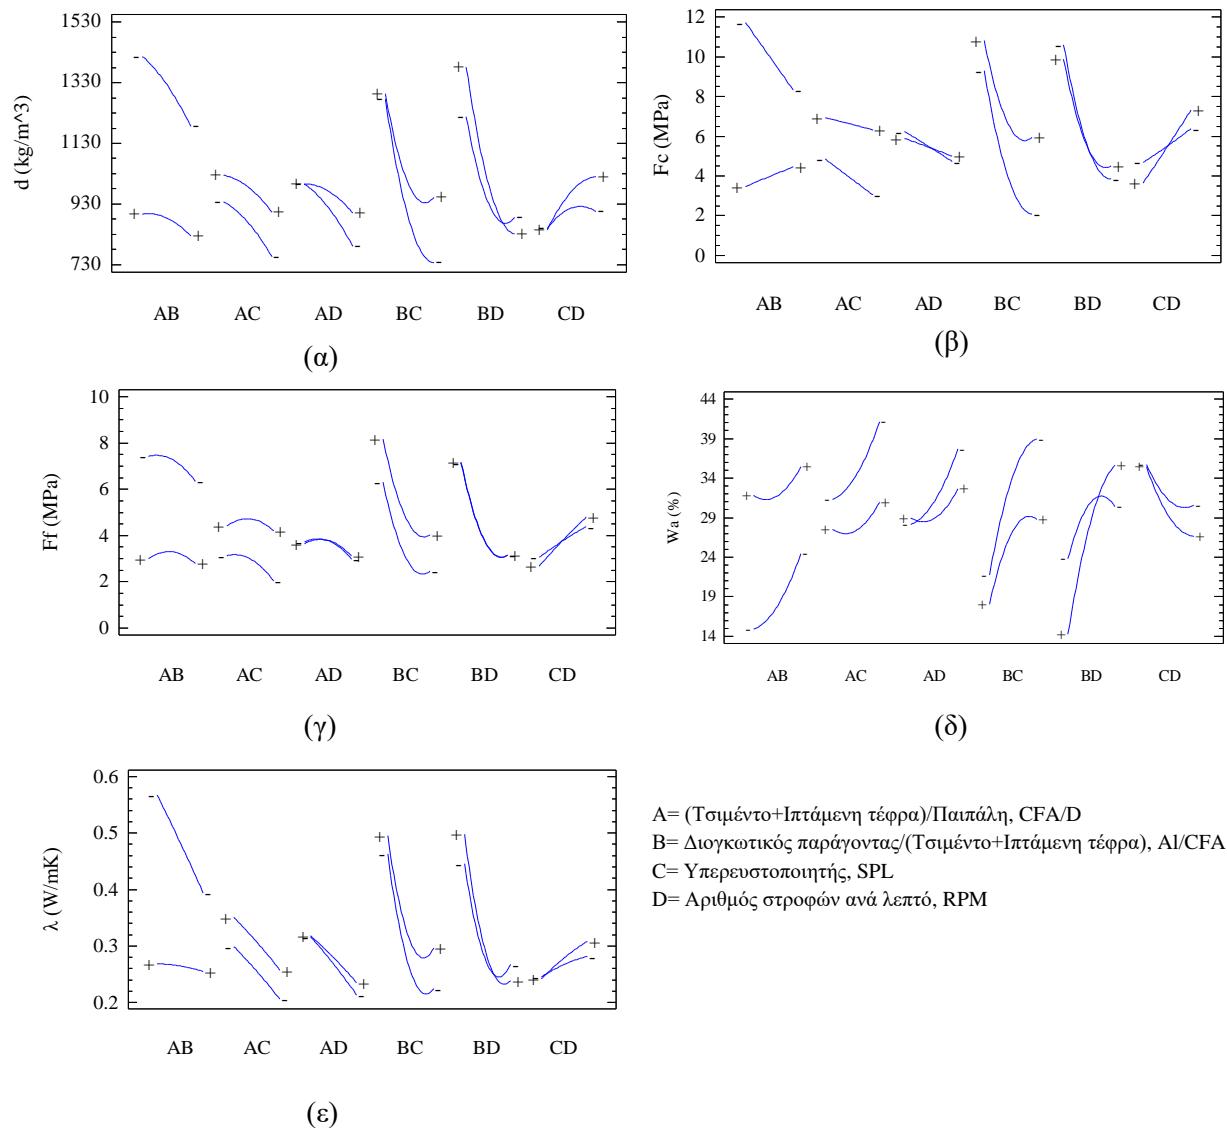 1530
1330
1130
930
730
d (kg/m^3)
AB AC AD BC BD CD
(α)
12
10
8
6
4
2
0
Fc (MPa)
AB AC AD BC BD CD
(β)
10
8
6
4
2
0
Ff (MPa)
AB AC AD BC BD CD
(γ)
44
39
34
29
24
19
14
Wa (%)
AB AC AD BC BD CD
(δ)
0.6
0.5
0.4
0.3
0.2
λ (W/mK)
AB AC AD BC BD CD
(ε)
A= (Τσιμέντο+Ιπτάμενη τέφρα)/Παιπάλη, CFA/D
B= Διογκωτικός παράγοντας/(Τσιμέντο+Ιπτάμενη τέφρα), Al/CFA
C= Υπερευστοποιητής, SPL
D= Αριθμός στροφών ανά λεπτό, RPM